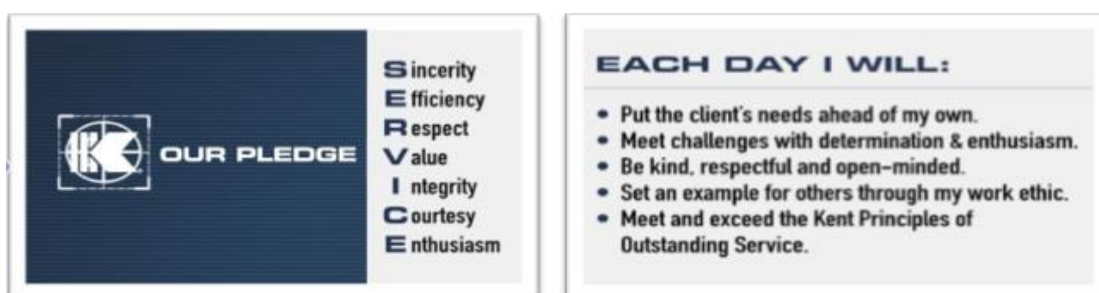 OUR PLEDGE
Sincerity
Efficiency
Respect
Value
Integrity
Courtesy
Enthusiasm
EACH DAY I WILL:
• Put the client's needs ahead of my own.
• Meet challenges with determination & enthusiasm.
• Be kind, respectful and open-minded.
• Set an example for others through my work ethic.
• Meet and exceed the Kent Principles of
Outstanding Service.